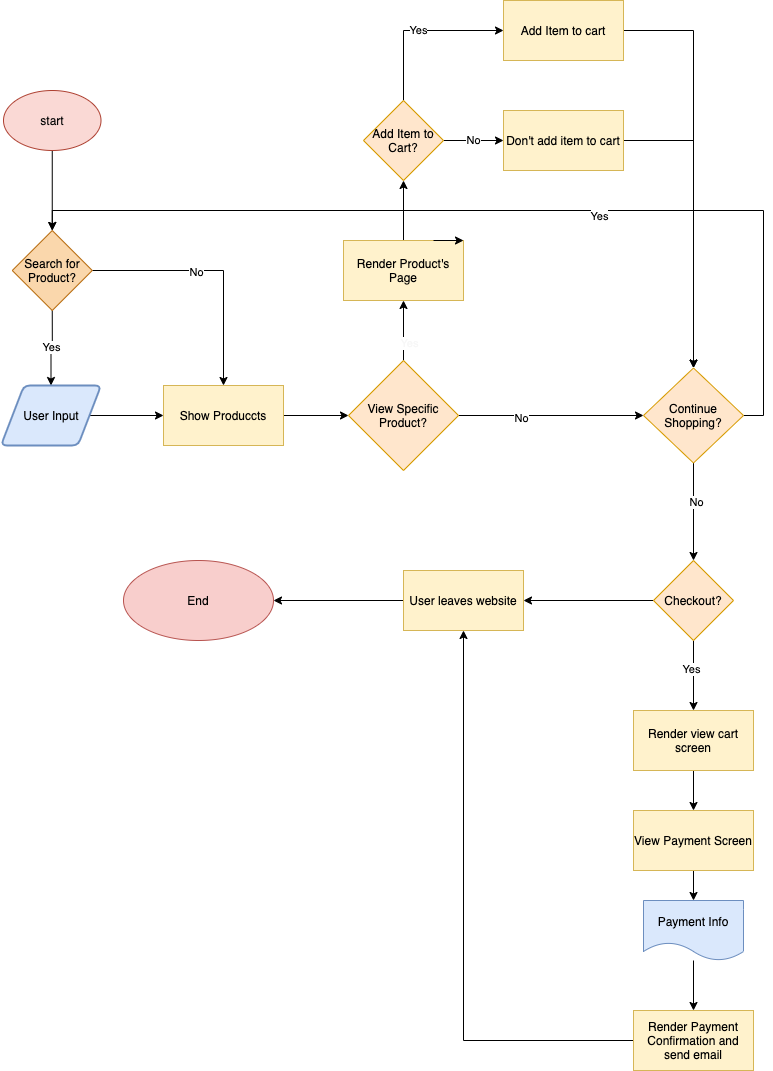 Yes
Add Item to cart
start
Add Item to
Cart?
No
Don't add item to cart
Yes
Search for
Product?
No
Render Product's
Page
Yes
User Input
Show Produccts
View Specific
Product?
No
Continue
Shopping?
No
End
User leaves website
Checkout?
Yes
Render view cart
screen
View Payment Screen
Payment Info
Render Payment
Confirmation and
send email